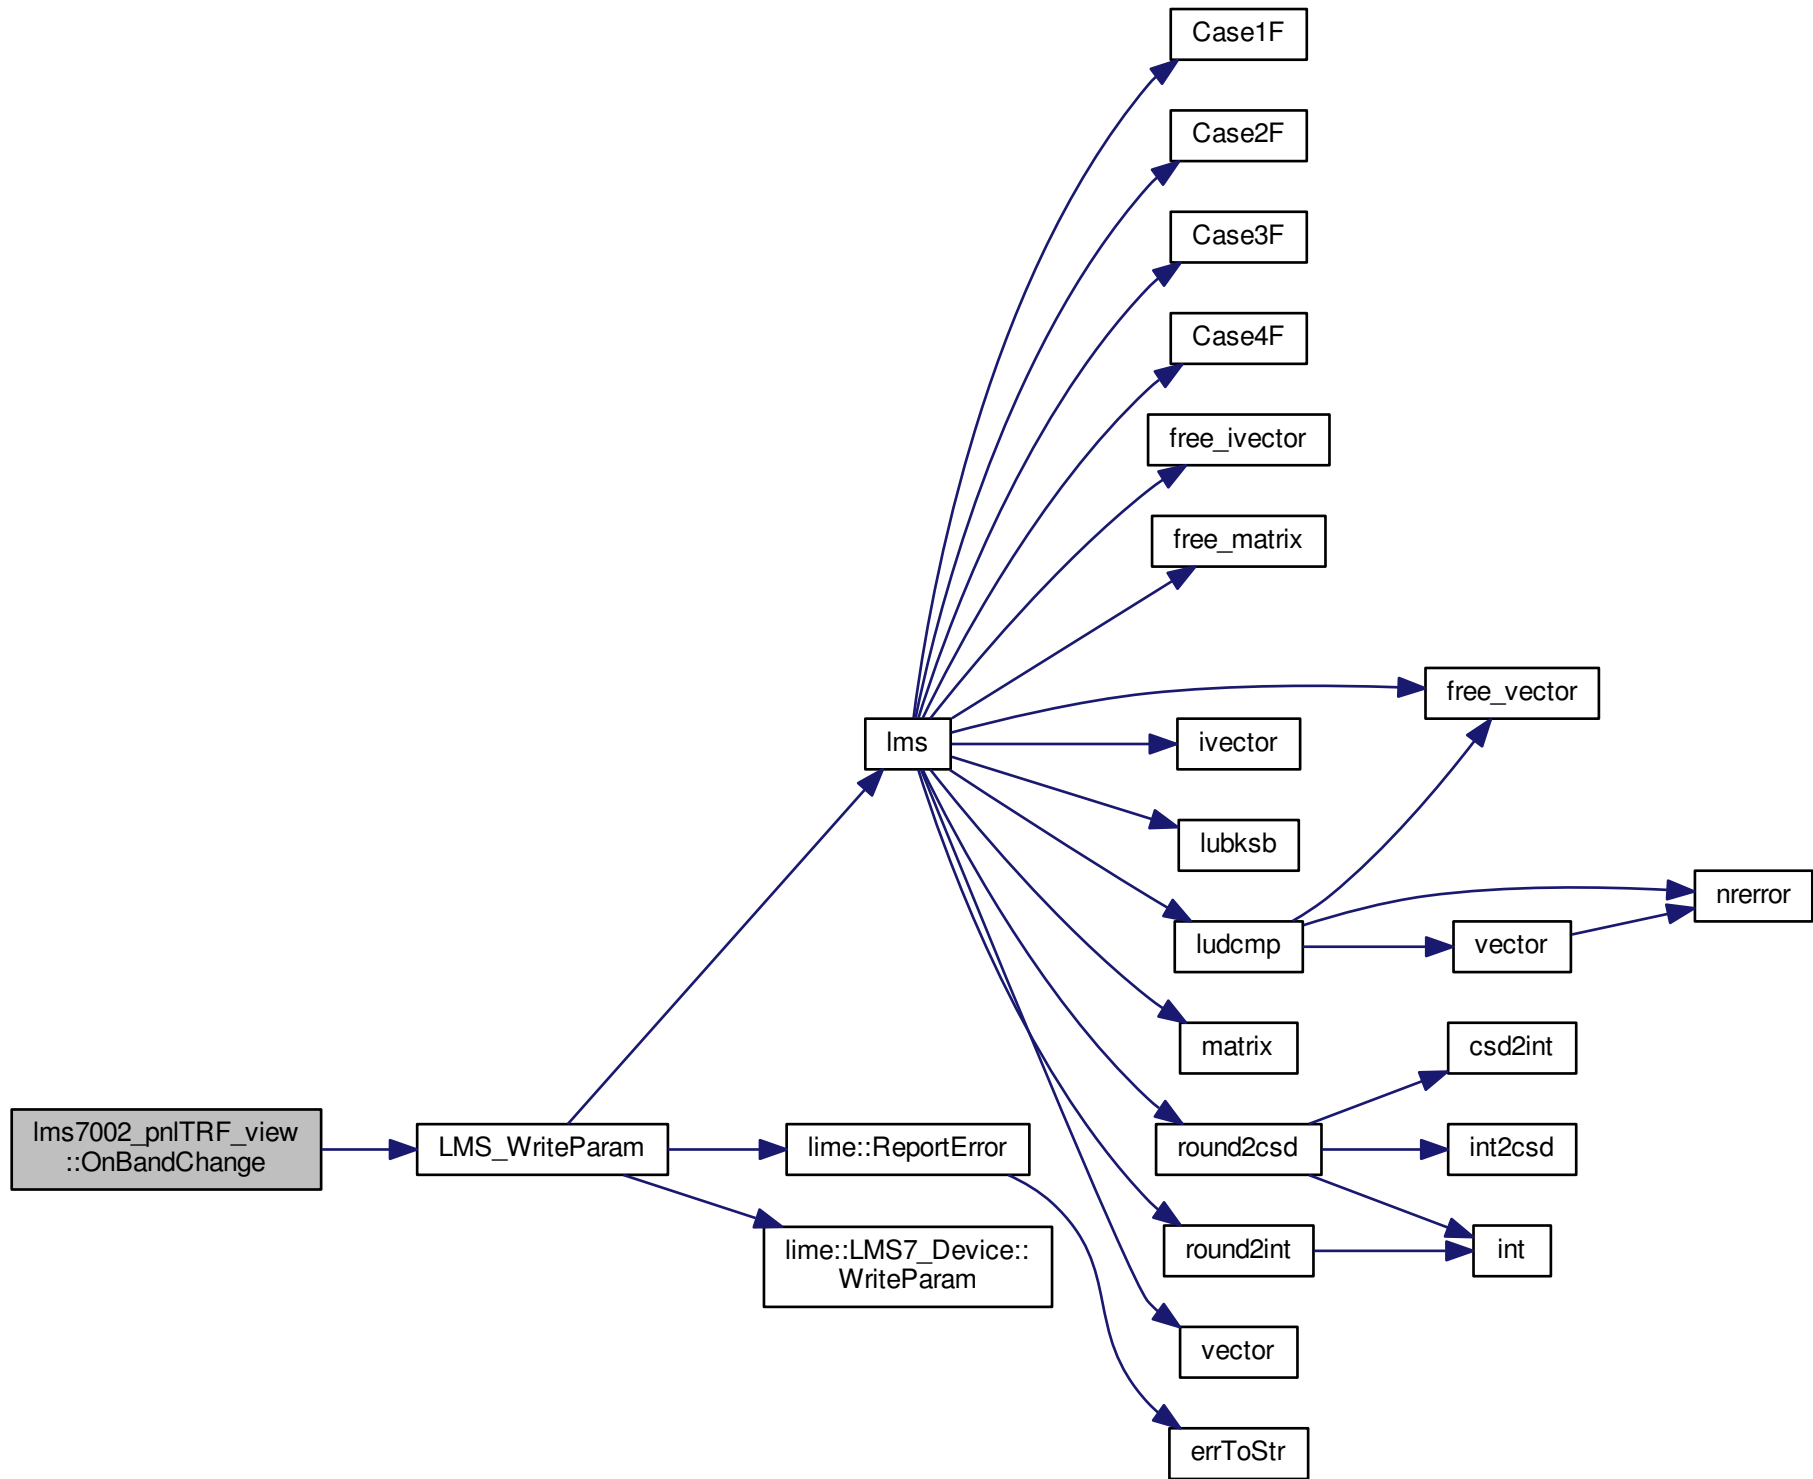 Case1F
Case2F
Case3F
Case4F
free_ivector
free_matrix
free_vector
lms
ivector
lubksb
nrerror
ludcmp
vector
matrix
csd2int
lms7002_pnlTRF_view
::OnBandChange
LMS_WriteParam
lime::ReportError
round2csd
int2csd
lime::LMS7_Device::
WriteParam
round2int
int
vector
errToStr